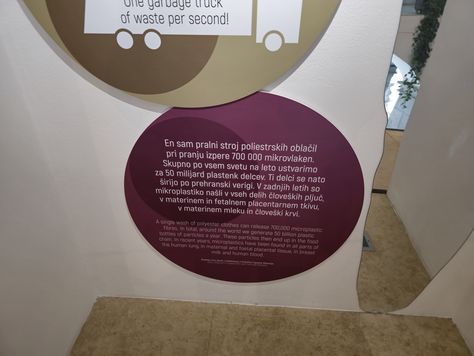 One garbage truck
of waste per second!
En sam pralni stroj poliestrskih oblačil
pri pranju izpere 700 000 mikrovlaken.
Skupno po vsem svetu na leto ustvarimo
za 50 milijard plastenk delcev. Ti delci se nato
širijo po prehranski verigi. V zadnjih letih so
mikroplastiko našli v vseh delih človeških pljuč,
v materinem in fetalnem placentarnem tkivu,
v materinem mleku in človeški krvi.
A single wash of polyester clothes can release 700,000 microplastic
fibres. In total, around the world we generate 50 billion plastic
bottles of particles a year. These particles then end up in the food
chain. In recent years, microplastics have been found in all parts of
the human lung, in maternal and foetal placental tissue, in breast
milk and human blood.